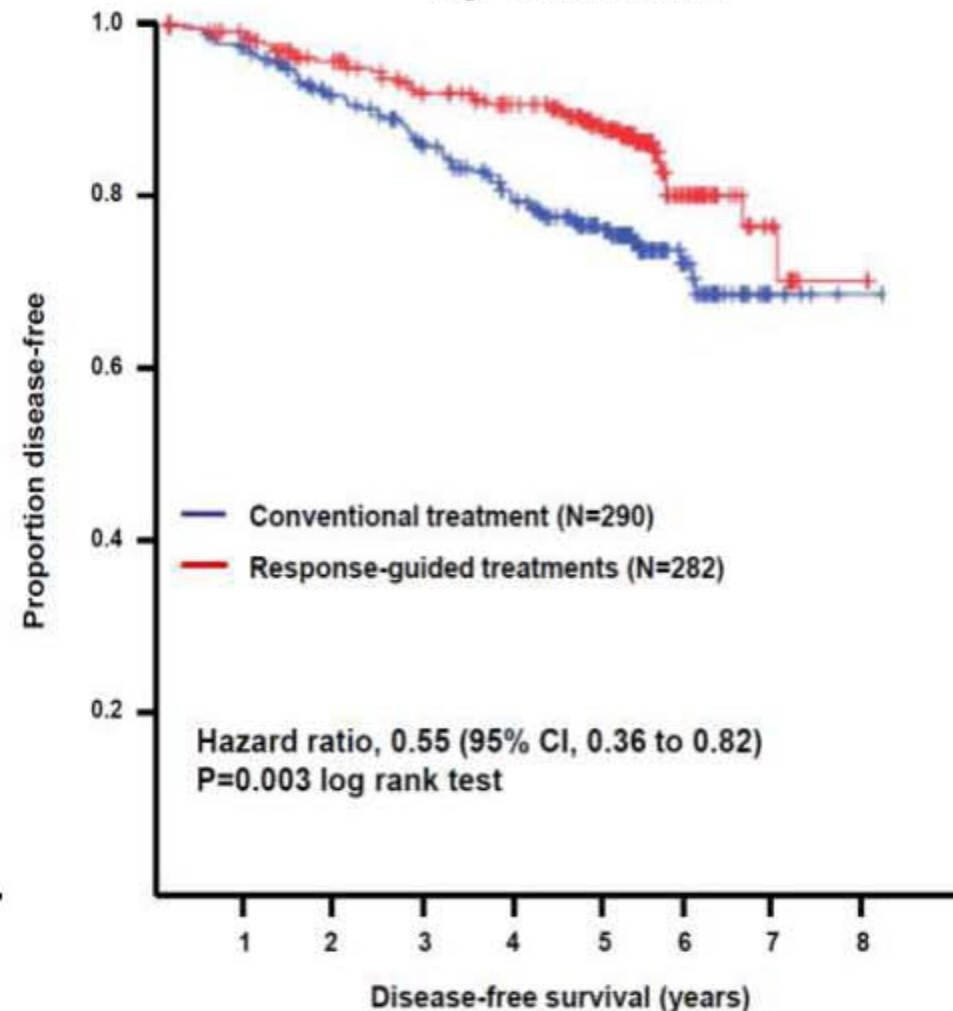 1.0
0.8
0.6
0.4
0.2
Proportion disease-free
Conventional treatment (N=290)
Response-guided treatments (N=282)
Hazard ratio, 0.55 (95% CI, 0.36 to 0.82)
P=0.003 log rank test
1 2 3 4 5 6 7 8
Disease-free survival (years)